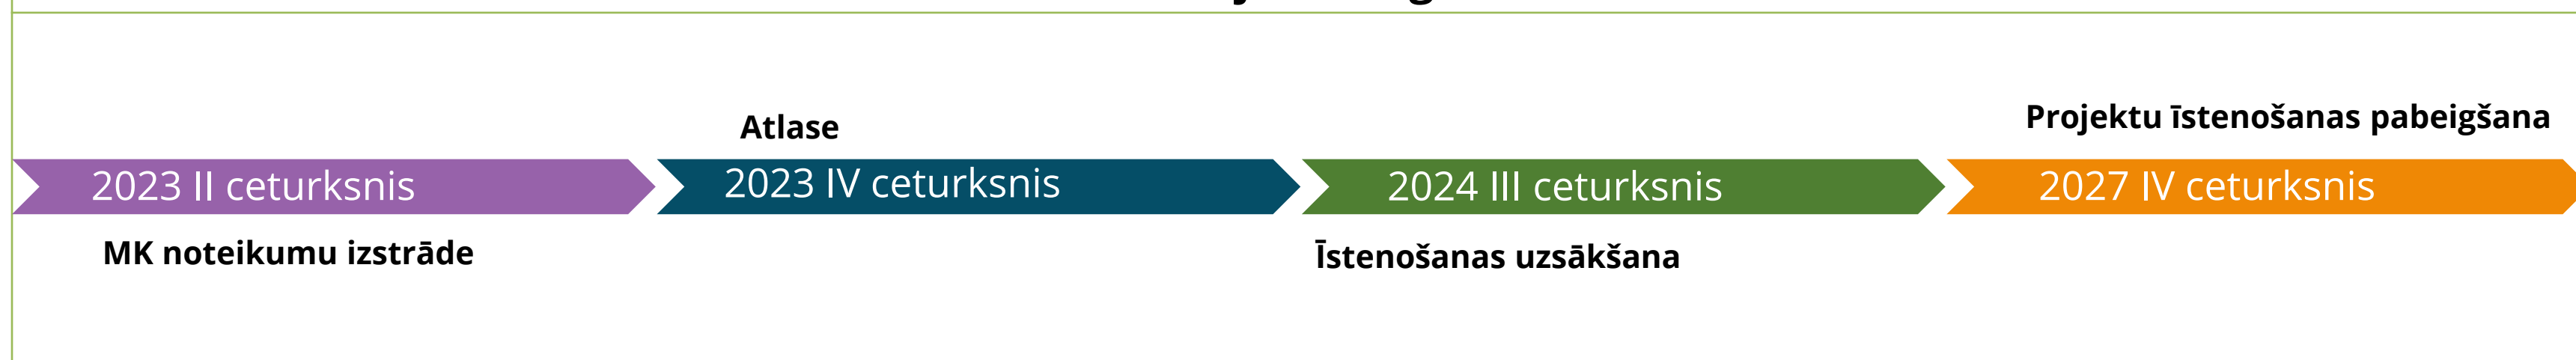 Atlase
Projektu īstenošanas pabeigšana
2023 II ceturksnis
2023 IV ceturksnis
2024 III ceturksnis
2027 IV ceturksnis
MK noteikumu izstrāde
Īstenošanas uzsākšana